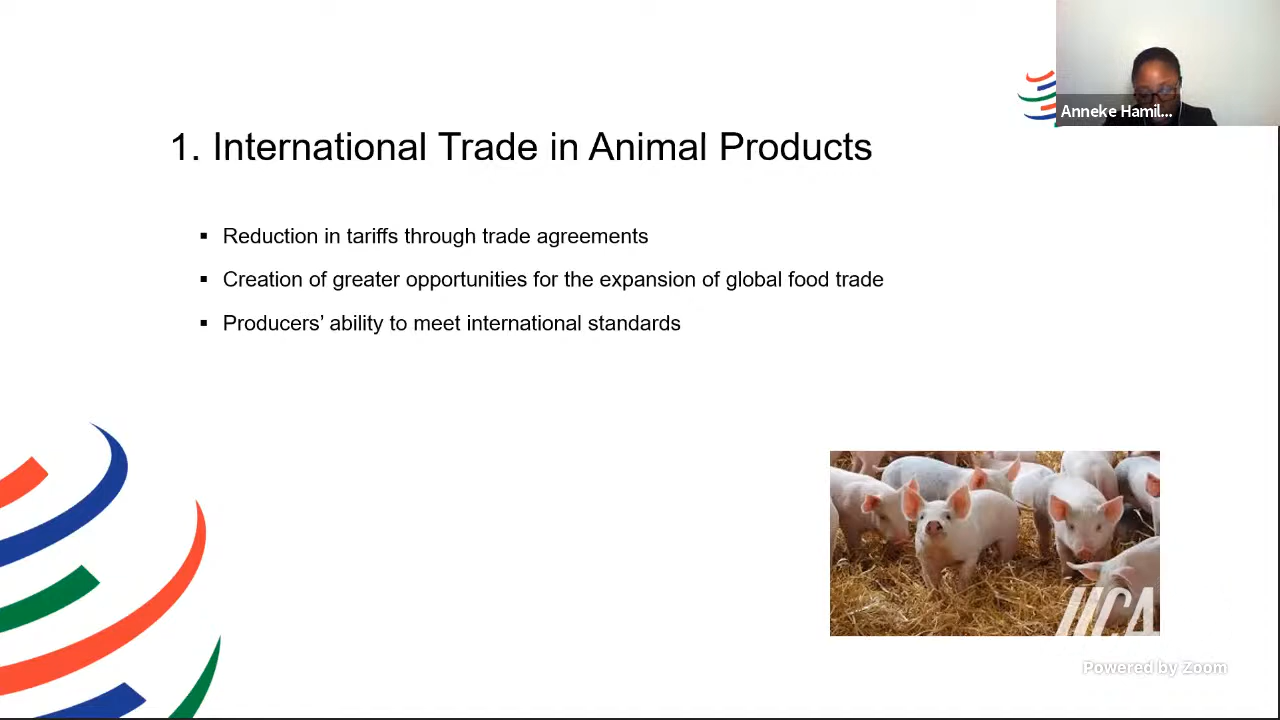 Anneke Hamil...
1. International Trade in Animal Products
▪ Reduction in tariffs through trade agreements
▪ Creation of greater opportunities for the expansion of global food trade
▪ Producers’ ability to meet international standards
IICA
Powered by Zoom